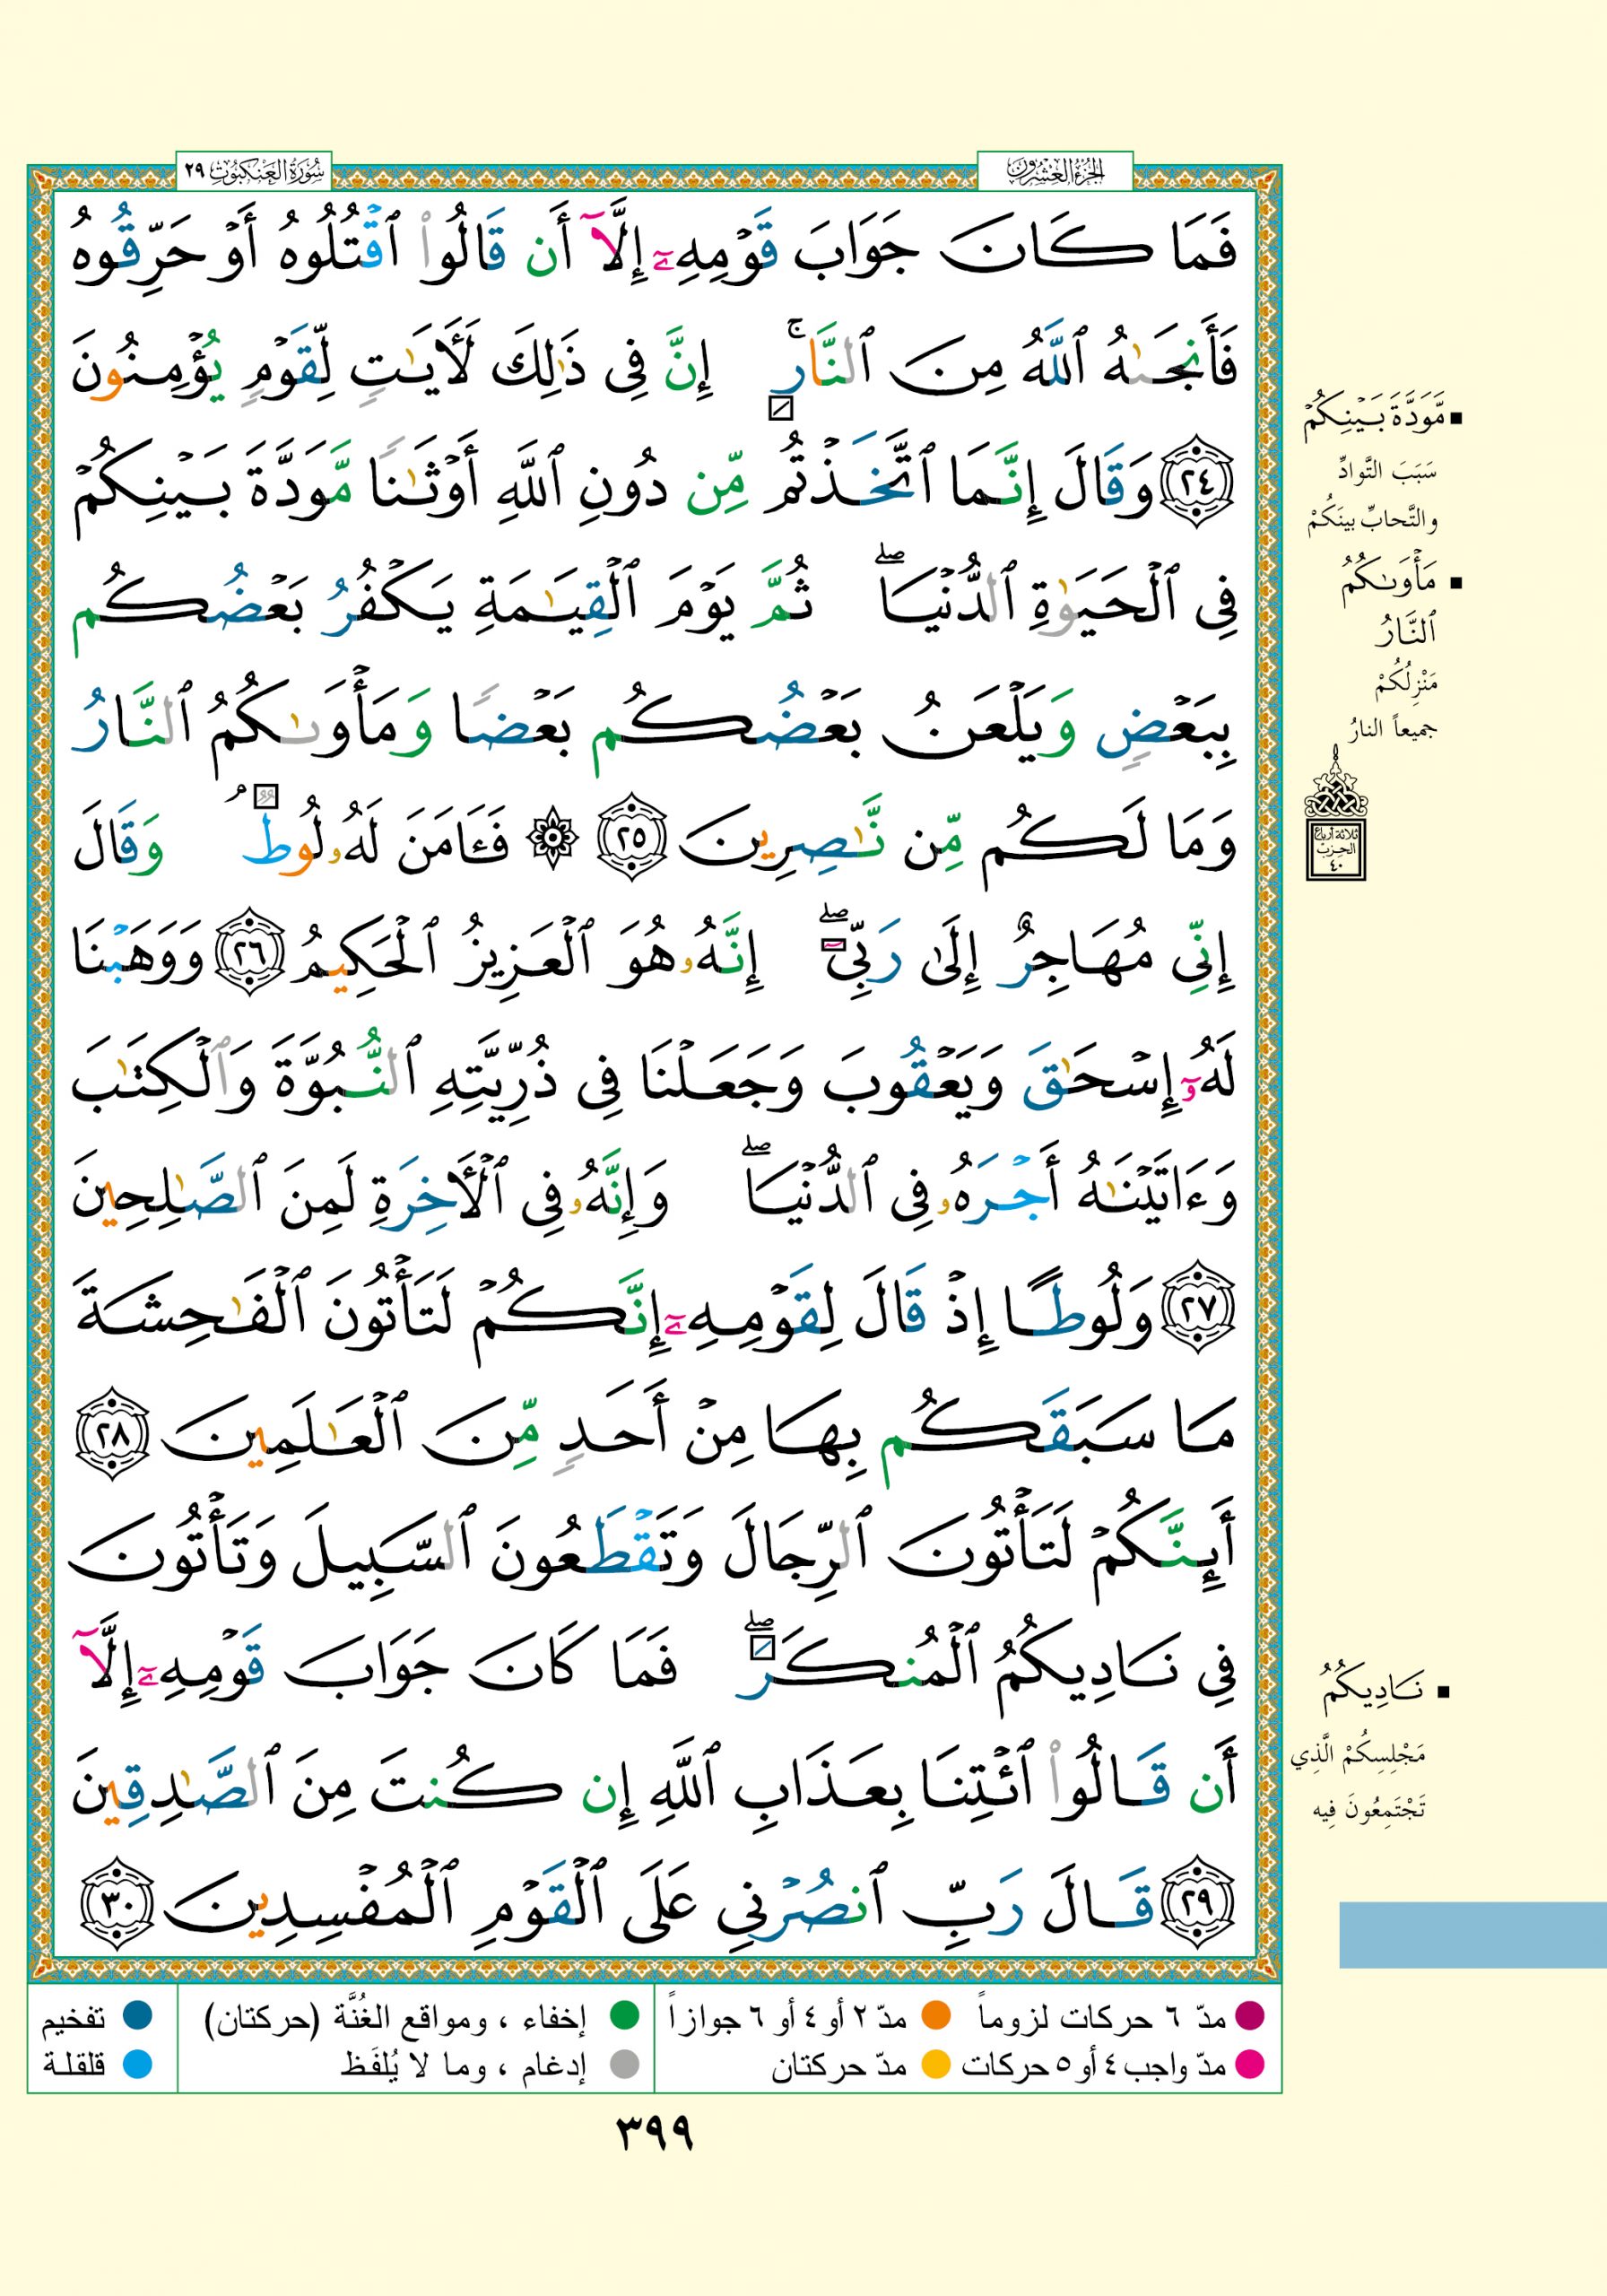 الجزء العشرون
سورة العنكبوت ٢٩
فَمَا كَانَ جَوَابَ قَوْمِهِۦٓ إِلَّآ أَن قَالُوا۟ ٱقْتُلُوهُ أَوْ حَرِّقُوهُ
فَأَنجَىٰهُ ٱللَّهُ مِنَ ٱلنَّارِ ۚ إِنَّ فِى ذَٰلِكَ لَـَٔايَـٰتٍ لِّقَوْمٍ يُؤْمِنُونَ
٢٤ وَقَالَ إِنَّمَا ٱتَّخَذْتُم مِّن دُونِ ٱللَّهِ أَوْثَـٰنًا مَّوَدَّةَ بَيْنِكُمْ
فِى ٱلْحَيَوٰةِ ٱلدُّنْيَا ۖ ثُمَّ يَوْمَ ٱلْقِيَـٰمَةِ يَكْفُرُ بَعْضُكُم
بِبَعْضٍ وَيَلْعَنُ بَعْضُكُم بَعْضًا وَمَأْوَىٰكُمُ ٱلنَّارُ
وَمَا لَكُم مِّن نَّـٰصِرِينَ ٢٥ ۞ فَـَٔامَنَ لَهُۥ لُوطٌ ۘ وَقَالَ
إِنِّى مُهَاجِرٌ إِلَىٰ رَبِّىٓ ۖ إِنَّهُۥ هُوَ ٱلْعَزِيزُ ٱلْحَكِيمُ ٢٦ وَوَهَبْنَا
لَهُۥٓ إِسْحَـٰقَ وَيَعْقُوبَ وَجَعَلْنَا فِى ذُرِّيَّتِهِ ٱلنُّبُوَّةَ وَٱلْكِتَـٰبَ
وَءَاتَيْنَـٰهُ أَجْرَهُۥ فِى ٱلدُّنْيَا ۖ وَإِنَّهُۥ فِى ٱلْـَٔاخِرَةِ لَمِنَ ٱلصَّـٰلِحِينَ
٢٧ وَلُوطًا إِذْ قَالَ لِقَوْمِهِۦٓ إِنَّكُمْ لَتَأْتُونَ ٱلْفَـٰحِشَةَ
مَا سَبَقَكُم بِهَا مِنْ أَحَدٍ مِّنَ ٱلْعَـٰلَمِينَ ٢٨
أَئِنَّكُمْ لَتَأْتُونَ ٱلرِّجَالَ وَتَقْطَعُونَ ٱلسَّبِيلَ وَتَأْتُونَ
فِى نَادِيكُمُ ٱلْمُنكَرَ ۖ فَمَا كَانَ جَوَابَ قَوْمِهِۦٓ إِلَّآ
أَن قَالُوا۟ ٱئْتِنَا بِعَذَابِ ٱللَّهِ إِن كُنتَ مِنَ ٱلصَّـٰدِقِينَ
٢٩ قَالَ رَبِّ ٱنصُرْنِى عَلَى ٱلْقَوْمِ ٱلْمُفْسِدِينَ ٣٠
▪ مَّوَدَّةَ بَيْنِكُمْ
سَبَبَ التَّوادِّ
والتَّحابِّ بينَكُمْ
▪ مَأْوَىٰكُمُ
ٱلنَّارُ
مَنْزِلُكُمْ
جميعاً النارُ
ثلاثة أرباع
الحزب
٤٠
▪ نَادِيكُمُ
مَجْلِسِكُمْ الَّذِي
تَجْتَمِعُونَ فِيه
مدّ ٦ حركات لزوماً مدّ ٢ أو ٤ أو ٦ جوازاً إخفاء ، ومواقع الغُنَّة (حركتان) تفخيم
مدّ واجب ٤ أو ٥ حركات مدّ حركتان إدغام ، وما لا يُلفَظ قلقلة
٣٩٩